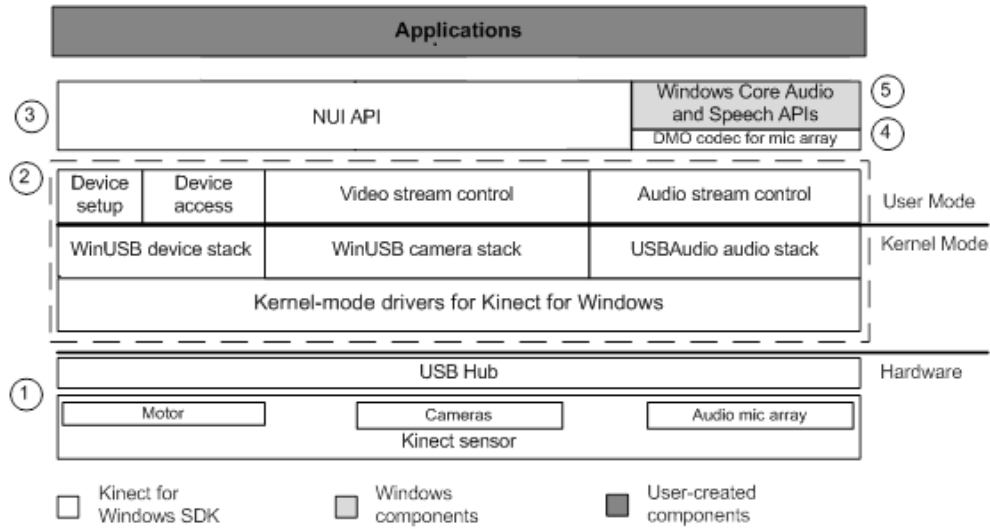 Applications
3
NUI API
Windows Core Audio
and Speech APIs
5
DMO codec for mic array
4
2
Device
setup
Device
access
Video stream control
Audio stream control
User Mode
WinUSB device stack
WinUSB camera stack
USBAudio audio stack
Kernel Mode
Kernel-mode drivers for Kinect for Windows
USB Hub
Hardware
1
Motor
Cameras
Audio mic array
Kinect sensor
Kinect for
Windows SDK
Windows
components
User-created
components